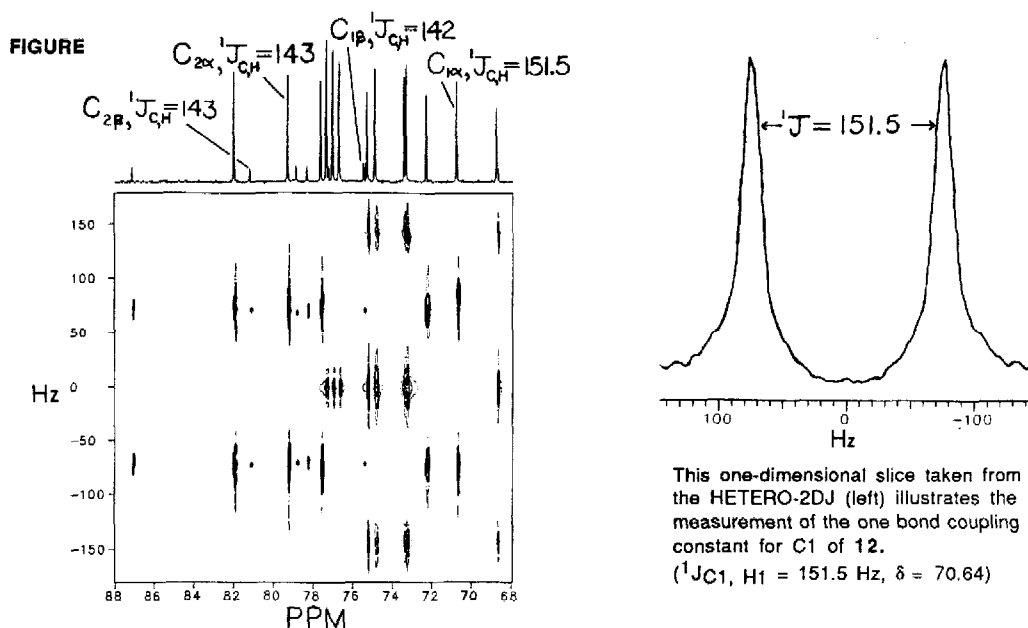 FIGURE
C2α, ¹JC,H=143
C1β, ¹JC,H=142
C1α, ¹JC,H=151.5
C2β, ¹JC,H=143
150
100
50
Hz 0
-50
-100
-150
88 86 84 82 80 78 76 74 72 70 68
PPM
¹J = 151.5
100 0 -100
Hz
This one-dimensional slice taken from
the HETERO-2DJ (left) illustrates the
measurement of the one bond coupling
constant for C1 of 12.
(¹JC1, H1 = 151.5 Hz, δ = 70.64)